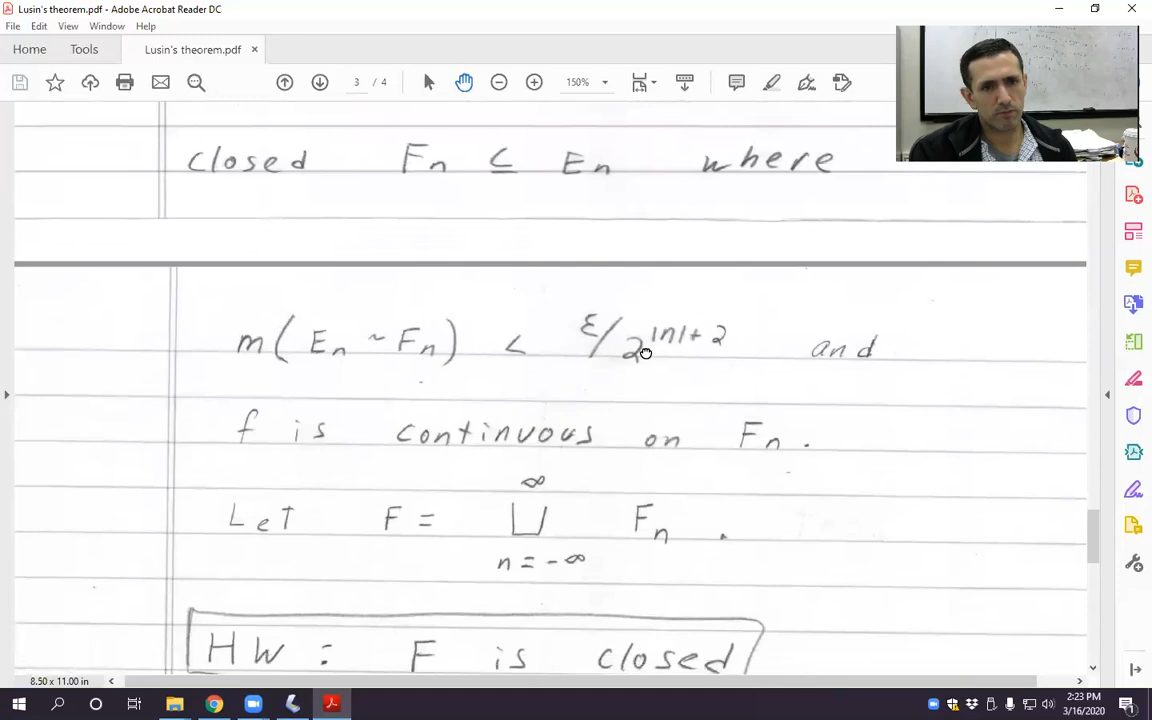 Lusin's theorem.pdf - Adobe Acrobat Reader DC
File Edit View Window Help
Home Tools Lusin's theorem.pdf ×
3 / 4 150%
closed Fn ⊆ En where
m(En ~ Fn) < ε/2^|n|+2 and
f is continuous on Fn.
∞
Let F = ⊔ Fn.
n = -∞
HW: F is closed
8.50 x 11.00 in
2:23 PM
3/16/2020